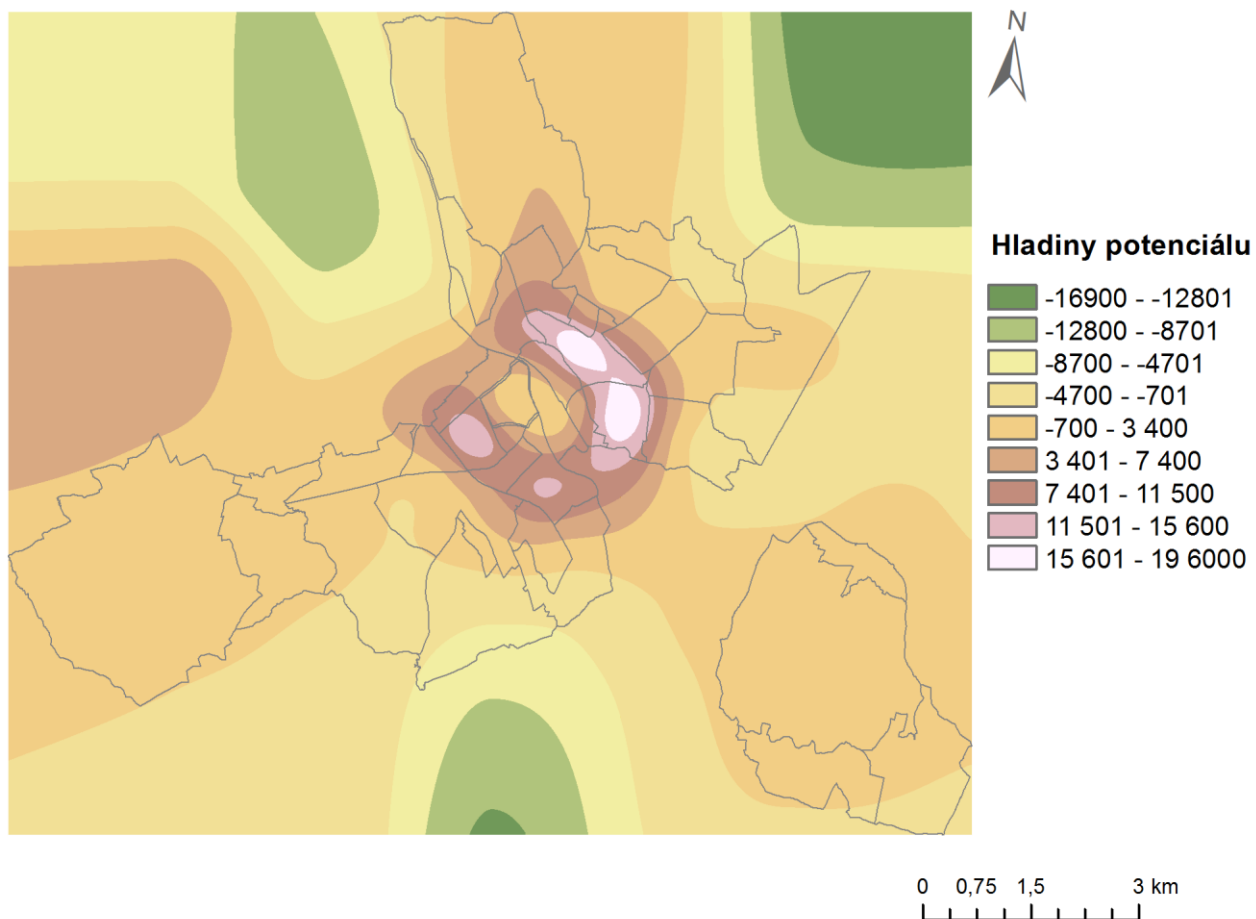 N
Hladiny potenciálu
-16900 - -12801
-12800 - -8701
-8700 - -4701
-4700 - -701
-700 - 3 400
3 401 - 7 400
7 401 - 11 500
11 501 - 15 600
15 601 - 19 6000
0 0,75 1,5 3 km